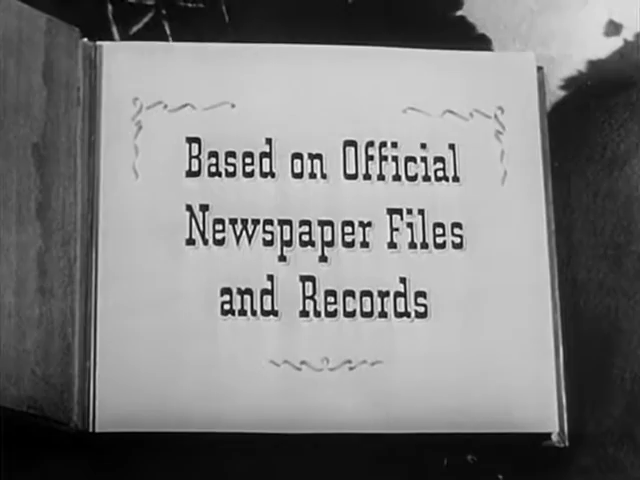 Based on Official
Newspaper Files
and Records